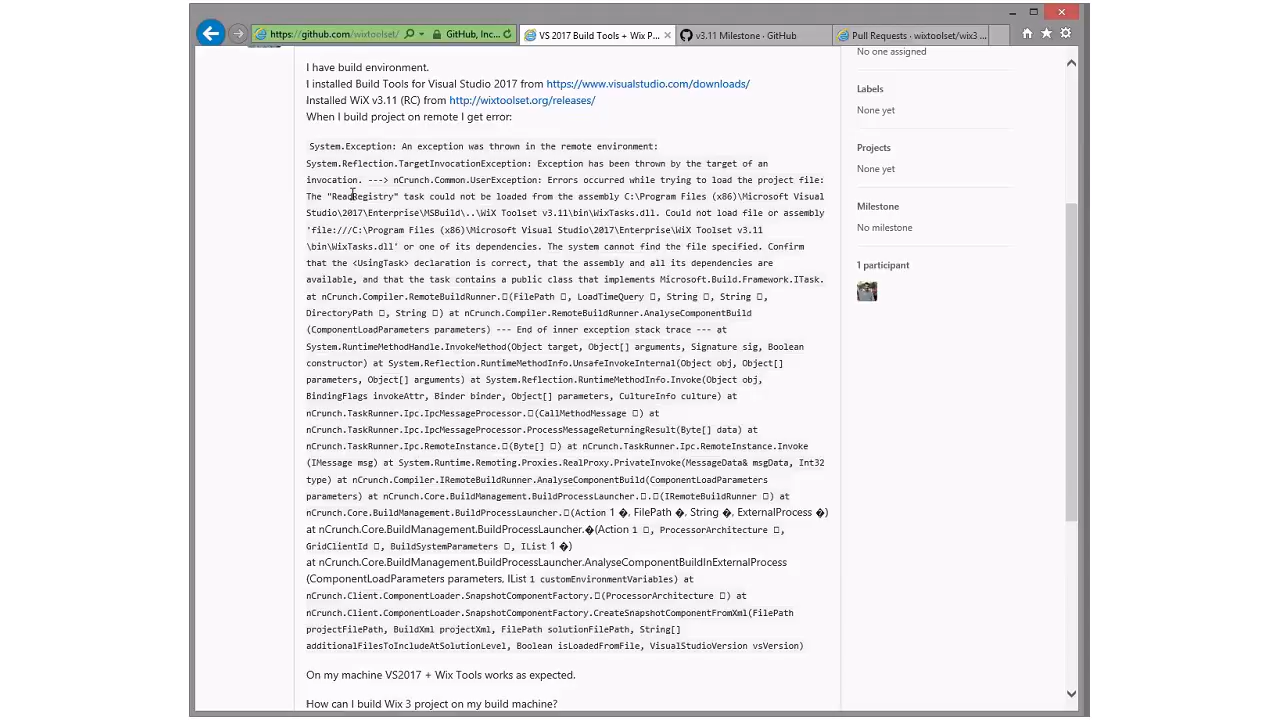 https://github.com/wixtoolset/
GitHub, Inc...
VS 2017 Build Tools + Wix P...
v3.11 Milestone · GitHub
Pull Requests · wixtoolset/wix3 ...
No one assigned
I have build environment.
I installed Build Tools for Visual Studio 2017 from https://www.visualstudio.com/downloads/
Installed WiX v3.11 (RC) from http://wixtoolset.org/releases/
When I build project on remote I get error:
System.Exception: An exception was thrown in the remote environment:
System.Reflection.TargetInvocationException: Exception has been thrown by the target of an
invocation. ---> nCrunch.Common.UserException: Errors occurred while trying to load the project file:
The "ReadRegistry" task could not be loaded from the assembly C:\Program Files (x86)\Microsoft Visual
Studio\2017\Enterprise\MSBuild\..\WiX Toolset v3.11\bin\WixTasks.dll. Could not load file or assembly
'file:///C:\Program Files (x86)\Microsoft Visual Studio\2017\Enterprise\WiX Toolset v3.11
\bin\WixTasks.dll' or one of its dependencies. The system cannot find the file specified. Confirm
that the <UsingTask> declaration is correct, that the assembly and all its dependencies are
available, and that the task contains a public class that implements Microsoft.Build.Framework.ITask.
at nCrunch.Compiler.RemoteBuildRunner.▯(FilePath ▯, LoadTimeQuery ▯, String ▯, String ▯,
DirectoryPath ▯, String ▯) at nCrunch.Compiler.RemoteBuildRunner.AnalyseComponentBuild
(ComponentLoadParameters parameters) --- End of inner exception stack trace --- at
System.RuntimeMethodHandle.InvokeMethod(Object target, Object[] arguments, Signature sig, Boolean
constructor) at System.Reflection.RuntimeMethodInfo.UnsafeInvokeInternal(Object obj, Object[]
parameters, Object[] arguments) at System.Reflection.RuntimeMethodInfo.Invoke(Object obj,
BindingFlags invokeAttr, Binder binder, Object[] parameters, CultureInfo culture) at
nCrunch.TaskRunner.Ipc.IpcMessageProcessor.▯(CallMethodMessage ▯) at
nCrunch.TaskRunner.Ipc.IpcMessageProcessor.ProcessMessageReturningResult(Byte[] data) at
nCrunch.TaskRunner.Ipc.RemoteInstance.▯(Byte[] ▯) at nCrunch.TaskRunner.Ipc.RemoteInstance.Invoke
(IMessage msg) at System.Runtime.Remoting.Proxies.RealProxy.PrivateInvoke(MessageData& msgData, Int32
type) at nCrunch.Compiler.IRemoteBuildRunner.AnalyseComponentBuild(ComponentLoadParameters
parameters) at nCrunch.Core.BuildManagement.BuildProcessLauncher.▯.▯(IRemoteBuildRunner ▯) at
nCrunch.Core.BuildManagement.BuildProcessLauncher.▯(Action 1 �, FilePath �, String �, ExternalProcess �)
at nCrunch.Core.BuildManagement.BuildProcessLauncher.�(Action 1 ▯, ProcessorArchitecture ▯,
GridClientId ▯, BuildSystemParameters ▯, IList 1 �)
at nCrunch.Core.BuildManagement.BuildProcessLauncher.AnalyseComponentBuildInExternalProcess
(ComponentLoadParameters parameters, IList 1 customEnvironmentVariables) at
nCrunch.Client.ComponentLoader.SnapshotComponentFactory.▯(ProcessorArchitecture ▯) at
nCrunch.Client.ComponentLoader.SnapshotComponentFactory.CreateSnapshotComponentFromXml(FilePath
projectFilePath, BuildXml projectXml, FilePath solutionFilePath, String[]
additionalFilesToIncludeAtSolutionLevel, Boolean isLoadedFromFile, VisualStudioVersion vsVersion)
On my machine VS2017 + Wix Tools works as expected.
How can I build Wix 3 project on my build machine?
Labels
None yet
Projects
None yet
Milestone
No milestone
1 participant